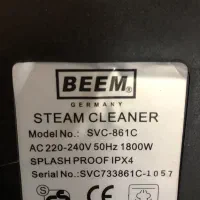 BEEM
GERMANY
STEAM CLEANER
Model No.: SVC-861C
AC 220-240V 50Hz 1800W
SPLASH PROOF IPX4
Serial No.: SVC733861C-1057